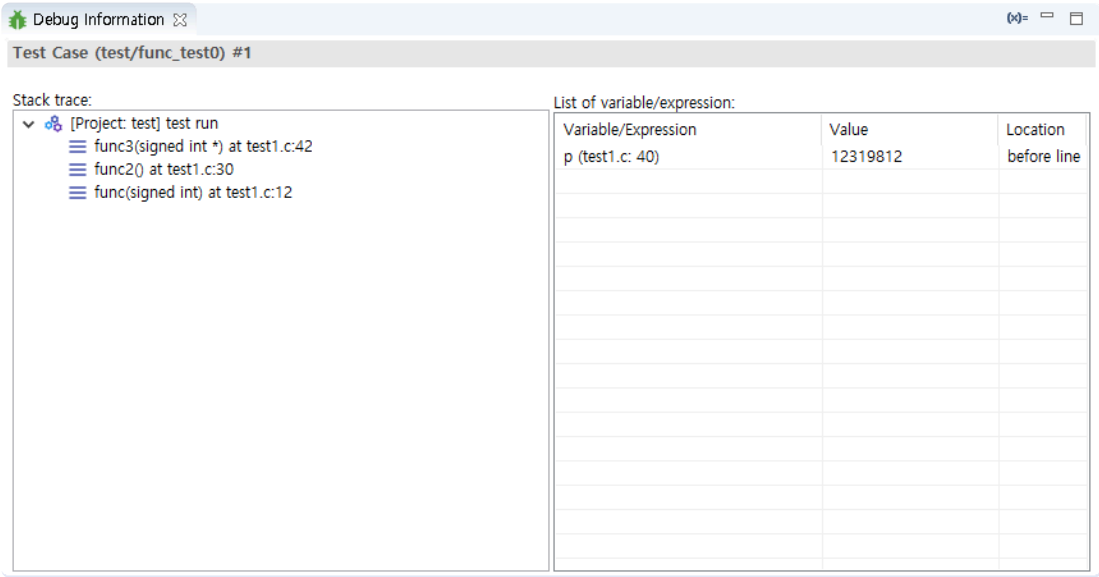 Debug Information
(x)=
Test Case (test/func_test0) #1
Stack trace:
[Project: test] test run
func3(signed int *) at test1.c:42
func2() at test1.c:30
func(signed int) at test1.c:12
List of variable/expression:
Variable/Expression Value Location
p (test1.c: 40) 12319812 before line